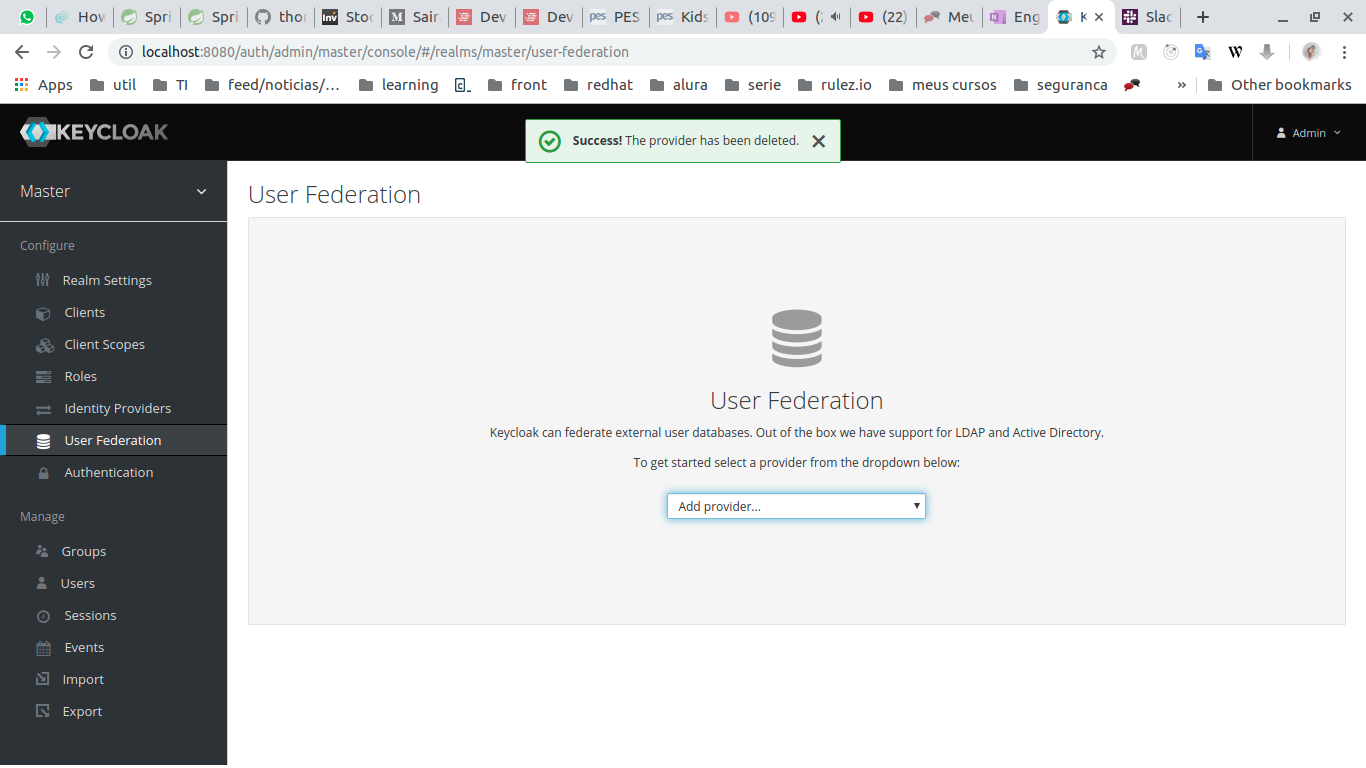 How
Spri
Spri
thor
Stoc
Sair
Dev
Dev
pes PES
pes Kids
(109
(2
(22)
Meu
Eng
K
Slac
localhost:8080/auth/admin/master/console/#/realms/master/user-federation
Apps util TI feed/noticias/... learning front redhat alura serie rulez.io meus cursos seguranca » Other bookmarks
KEYCLOAK
Success! The provider has been deleted.
Admin
Master
Configure
Realm Settings
Clients
Client Scopes
Roles
Identity Providers
User Federation
Authentication
Manage
Groups
Users
Sessions
Events
Import
Export
User Federation
User Federation
Keycloak can federate external user databases. Out of the box we have support for LDAP and Active Directory.
To get started select a provider from the dropdown below:
Add provider...